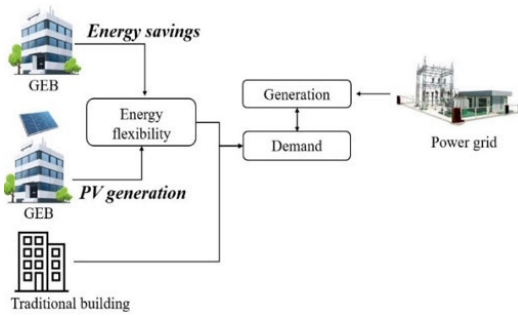 Energy savings
GEB
Energy
flexibility
Generation
Demand
Power grid
PV generation
GEB
Traditional building